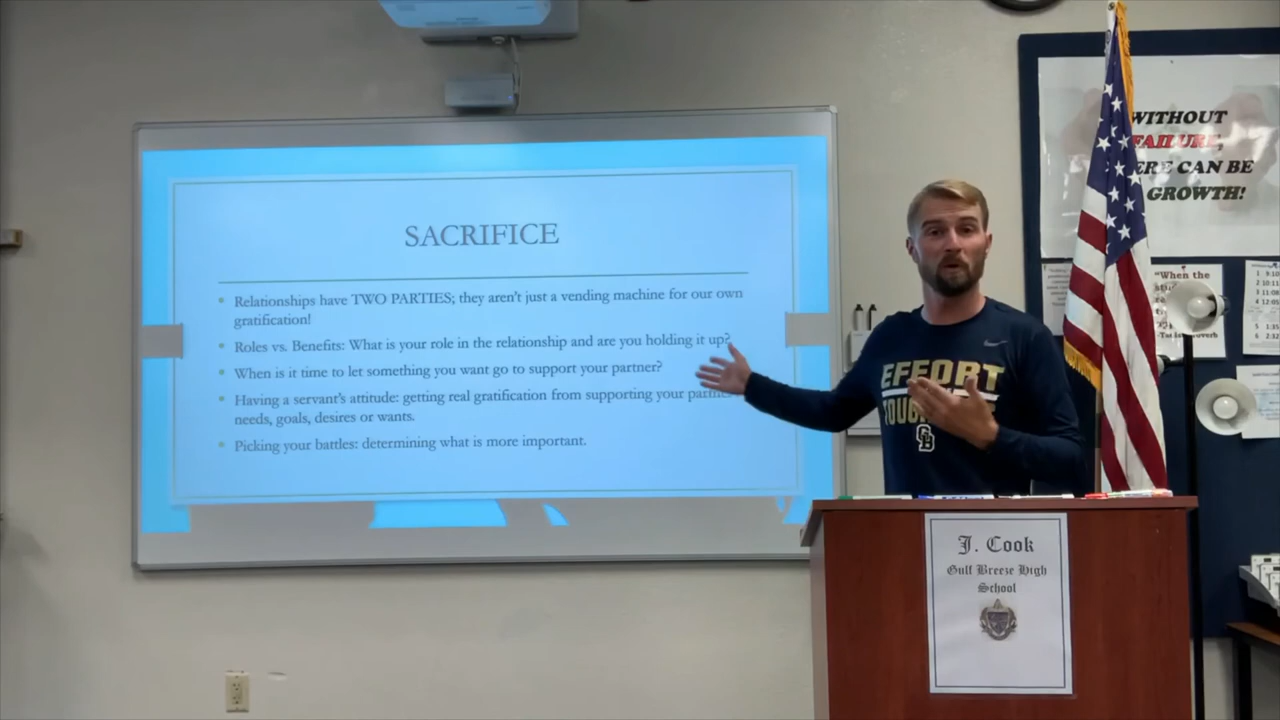 SACRIFICE
Relationships have TWO PARTIES; they aren't just a vending machine for our own
gratification!
Roles vs. Benefits: What is your role in the relationship and are you holding it up?
When is it time to let something you want go to support your partner?
Having a servant's attitude: getting real gratification from supporting your
needs, goals, desires or wants.
Picking your battles: determining what is more important.
EFFORT
GB
WITHOUT
FAILURE,
CAN BE
GROWTH!
"When the
J. Cook
Gulf Breeze High
School